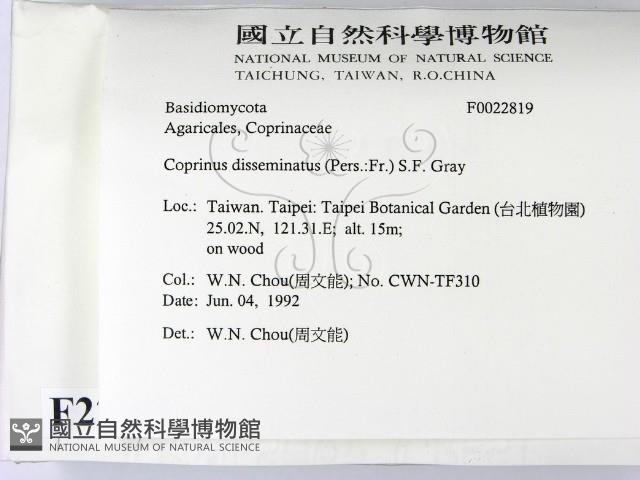 國立自然科學博物館
NATIONAL MUSEUM OF NATURAL SCIENCE
TAICHUNG, TAIWAN, R.O.CHINA
Basidiomycota F0022819
Agaricales, Coprinaceae
Coprinus disseminatus (Pers.:Fr.) S.F. Gray
Loc.: Taiwan. Taipei: Taipei Botanical Garden (台北植物園)
25.02.N, 121.31.E; alt. 15m;
on wood
Col.: W.N. Chou(周文能); No. CWN-TF310
Date: Jun. 04, 1992
Det.: W.N. Chou(周文能)
國立自然科學博物館
NATIONAL MUSEUM OF NATURAL SCIENCE